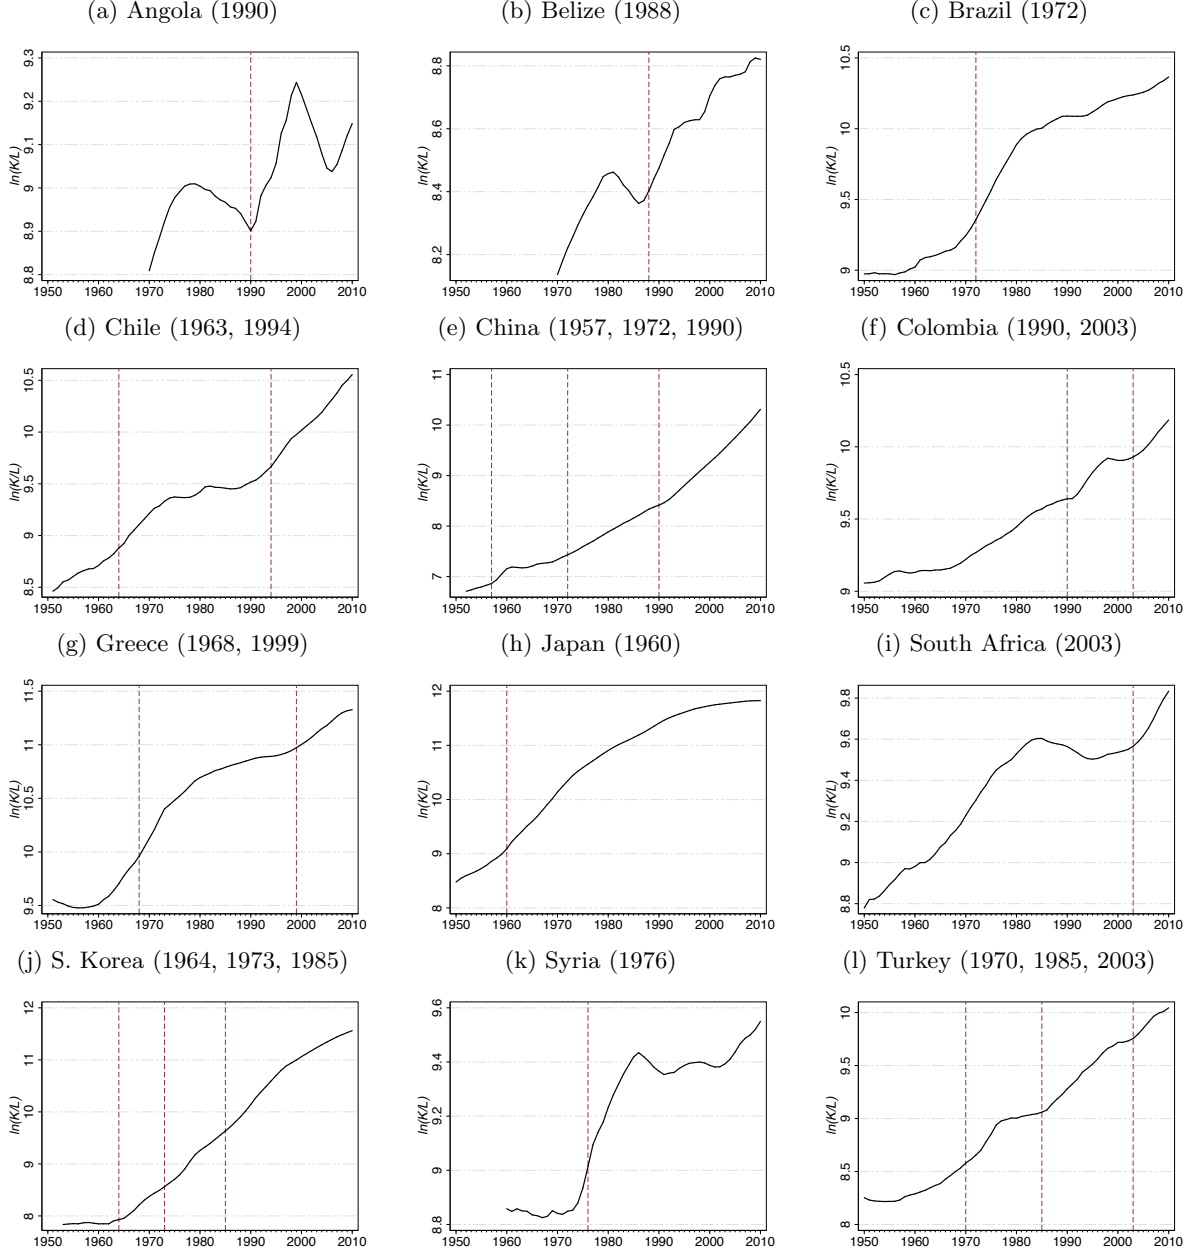 (a) Angola (1990)
(b) Belize (1988)
(c) Brazil (1972)
ln(K/L)
8.8 8.9 9 9.1 9.2 9.3
1950 1960 1970 1980 1990 2000 2010
ln(K/L)
8.2 8.4 8.6 8.8
1950 1960 1970 1980 1990 2000 2010
ln(K/L)
9 9.5 10 10.5
1950 1960 1970 1980 1990 2000 2010
(d) Chile (1963, 1994)
(e) China (1957, 1972, 1990)
(f) Colombia (1990, 2003)
ln(K/L)
8.5 9 9.5 10 10.5
1950 1960 1970 1980 1990 2000 2010
ln(K/L)
7 8 9 10 11
1950 1960 1970 1980 1990 2000 2010
ln(K/L)
9 9.5 10 10.5
1950 1960 1970 1980 1990 2000 2010
(g) Greece (1968, 1999)
(h) Japan (1960)
(i) South Africa (2003)
ln(K/L)
9.5 10 10.5 11 11.5
1950 1960 1970 1980 1990 2000 2010
ln(K/L)
8 9 10 11 12
1950 1960 1970 1980 1990 2000 2010
ln(K/L)
8.8 9 9.2 9.4 9.6 9.8
1950 1960 1970 1980 1990 2000 2010
(j) S. Korea (1964, 1973, 1985)
(k) Syria (1976)
(l) Turkey (1970, 1985, 2003)
ln(K/L)
8 9 10 11 12
1950 1960 1970 1980 1990 2000 2010
ln(K/L)
8.8 9 9.2 9.4 9.6
1950 1960 1970 1980 1990 2000 2010
ln(K/L)
8 8.5 9 9.5 10
1950 1960 1970 1980 1990 2000 2010